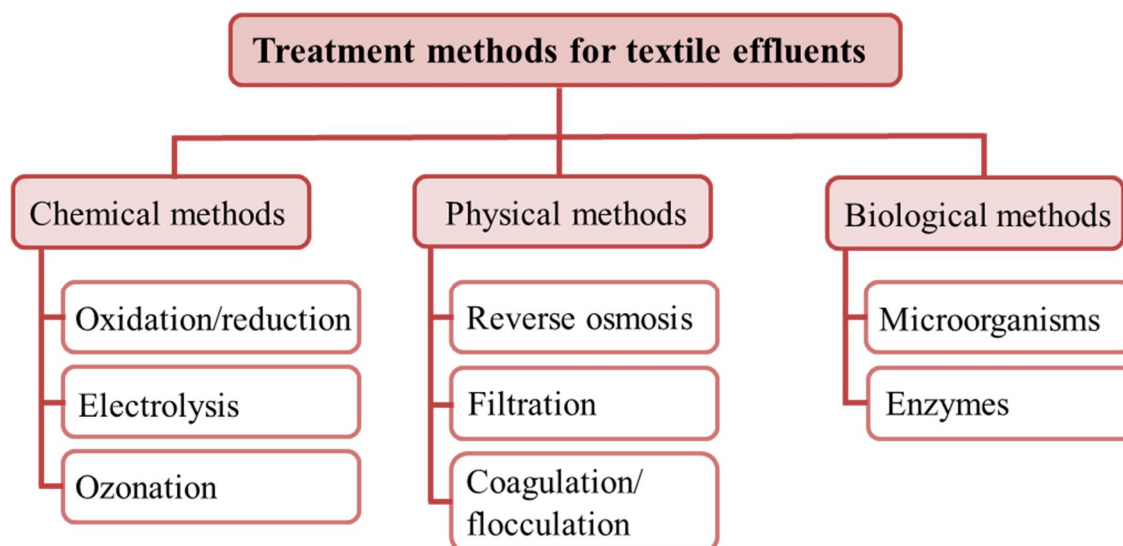 Treatment methods for textile effluents
Chemical methods
Oxidation/reduction
Electrolysis
Ozonation
Physical methods
Reverse osmosis
Filtration
Coagulation/
flocculation
Biological methods
Microorganisms
Enzymes